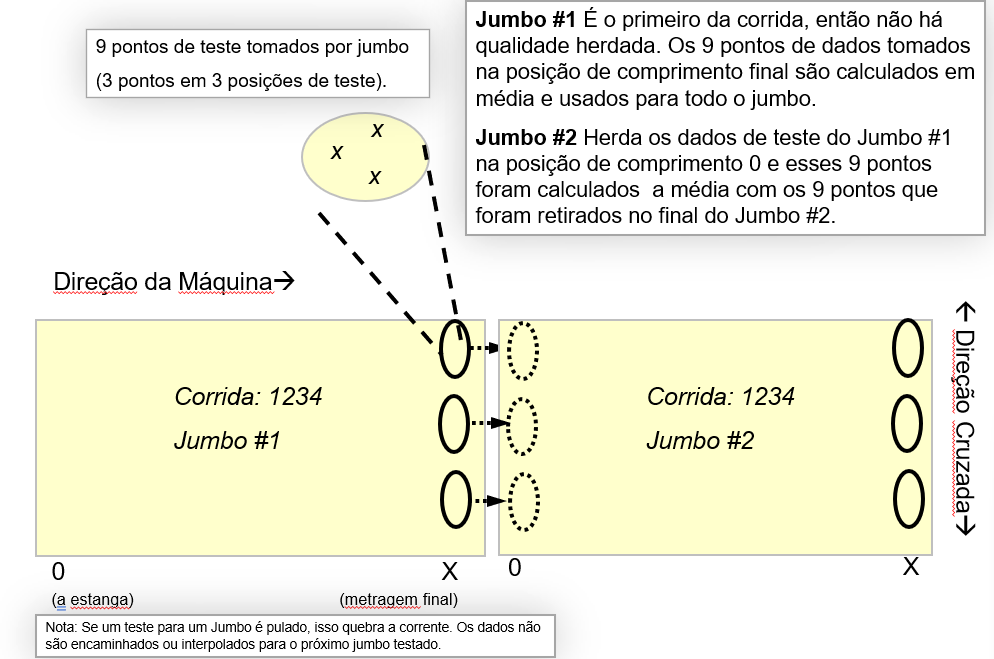 9 pontos de teste tomados por jumbo
(3 pontos em 3 posições de teste).
Jumbo #1 É o primeiro da corrida, então não há
qualidade herdada. Os 9 pontos de dados tomados
na posição de comprimento final são calculados em
média e usados para todo o jumbo.
Jumbo #2 Herda os dados de teste do Jumbo #1
na posição de comprimento 0 e esses 9 pontos
foram calculados a média com os 9 pontos que
foram retirados no final do Jumbo #2.
x
x
x
Direção da Máquina→
← Direção Cruzada→
Corrida: 1234
Jumbo #1
Corrida: 1234
Jumbo #2
0
X
0
X
(a estanga)
(metragem final)
Nota: Se um teste para um Jumbo é pulado, isso quebra a corrente. Os dados não
são encaminhados ou interpolados para o próximo jumbo testado.